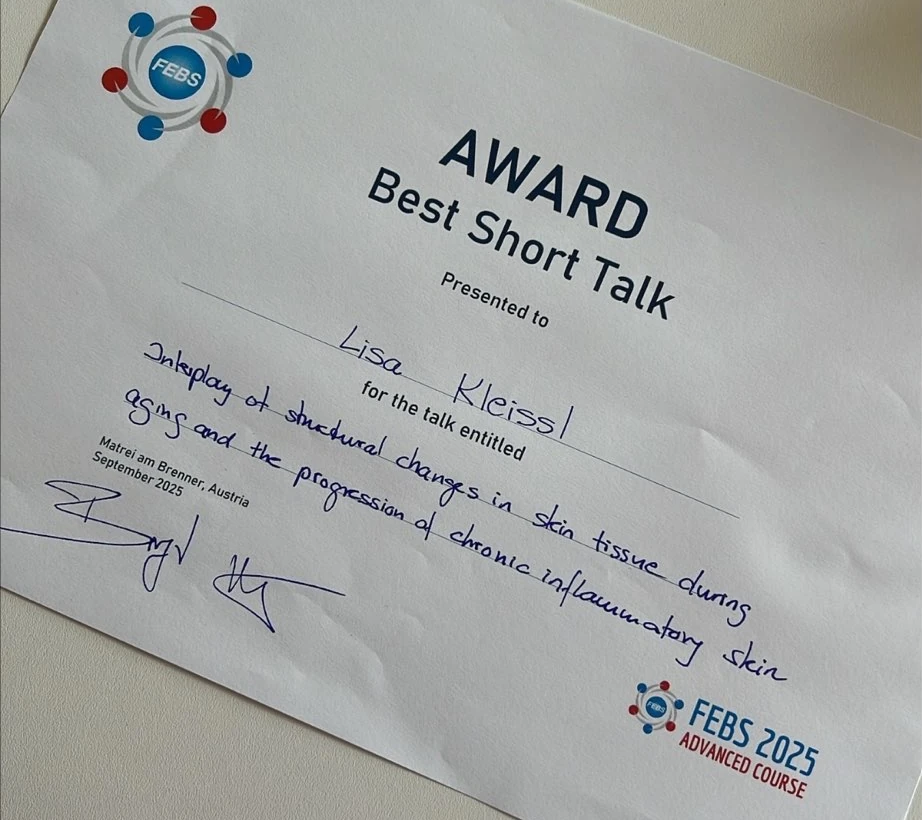 FEBS
AWARD
Best Short Talk
Presented to
Lisa Kleissl
for the talk entitled
Interplay of structural changes in skin tissue during
aging and the progression of chronic inflammatory skin
Matrei am Brenner, Austria
September 2025
FEBS
FEBS 2025
ADVANCED COURSE